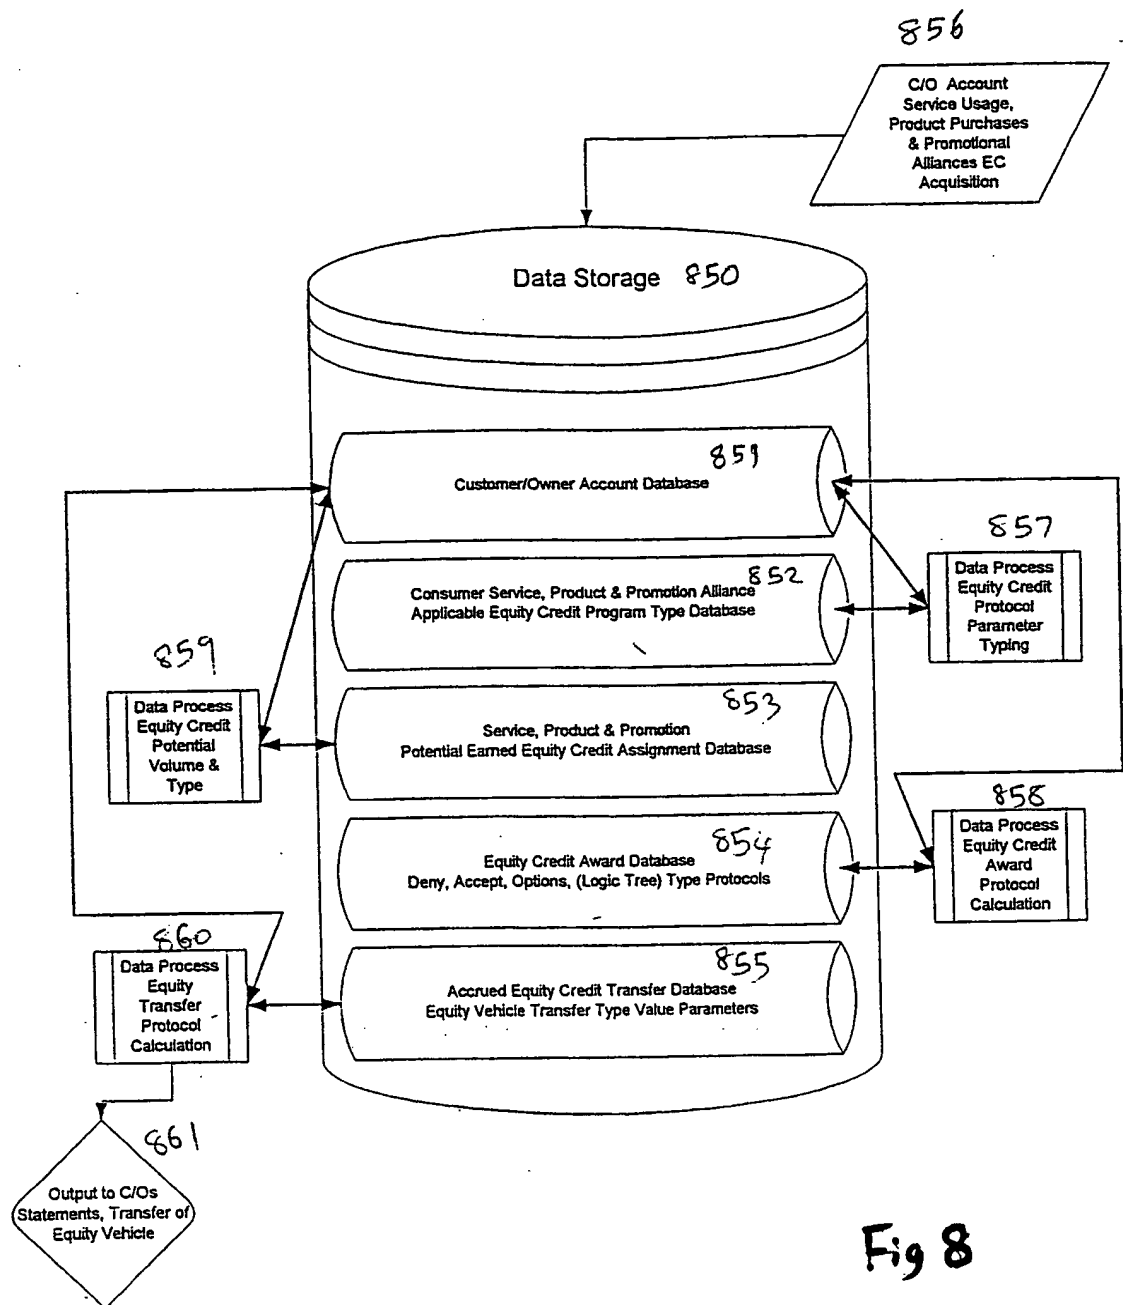 856
C/O Account
Service Usage,
Product Purchases
& Promotional
Alliances EC
Acquisition
Data Storage 850
851
Customer/Owner Account Database
857
Data Process
Equity Credit
Protocol
Parameter
Typing
852
Consumer Service, Product & Promotion Alliance
Applicable Equity Credit Program Type Database
859
Data Process
Equity Credit
Potential
Volume &
Type
853
Service, Product & Promotion
Potential Earned Equity Credit Assignment Database
858
Data Process
Equity Credit
Award
Protocol
Calculation
854
Equity Credit Award Database
Deny, Accept, Options, (Logic Tree) Type Protocols
860
Data Process
Equity
Transfer
Protocol
Calculation
855
Accrued Equity Credit Transfer Database
Equity Vehicle Transfer Type Value Parameters
861
Output to C/Os
Statements, Transfer of
Equity Vehicle
Fig 8